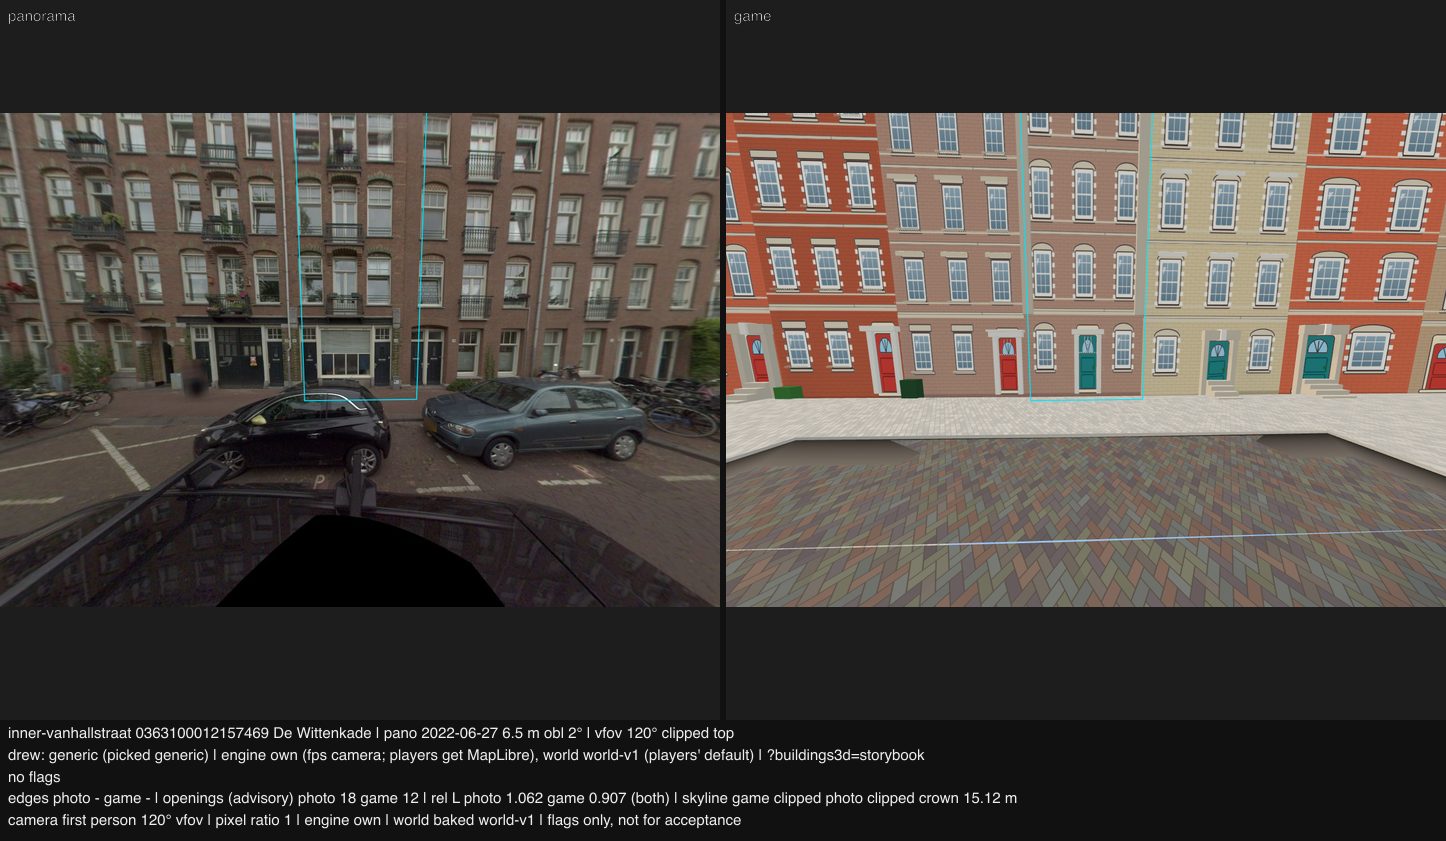 panorama
game
P
inner-vanhallstraat 0363100012157469 De Wittenkade | pano 2022-06-27 6.5 m obl 2° | vfov 120° clipped top
drew: generic (picked generic) | engine own (fps camera; players get MapLibre), world world-v1 (players' default) | ?buildings3d=storybook
no flags
edges photo - game - | openings (advisory) photo 18 game 12 | rel L photo 1.062 game 0.907 (both) | skyline game clipped photo clipped crown 15.12 m
camera first person 120° vfov | pixel ratio 1 | engine own | world baked world-v1 | flags only, not for acceptance